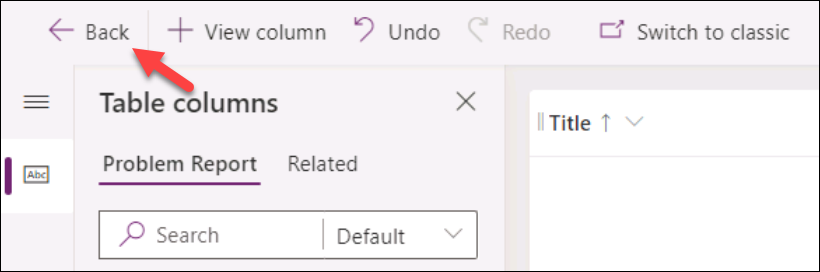 Back View column Undo Redo Switch to classic
Table columns
Title
Abc
Problem Report Related
Search Default